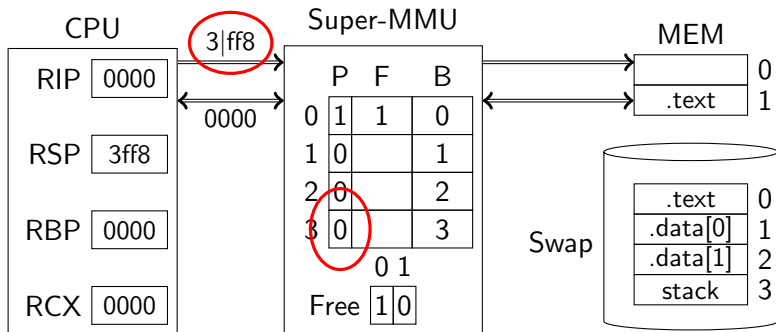 CPU
3|ff8
Super-MMU
MEM
RIP 0000
0000
P F B
0 1 1 0
1 0 1
2 0 2
3 0 3
0 1
Free 1 0
RSP 3ff8
RBP 0000
RCX 0000
0
.text 1
Swap
.text 0
.data[0] 1
.data[1] 2
stack 3